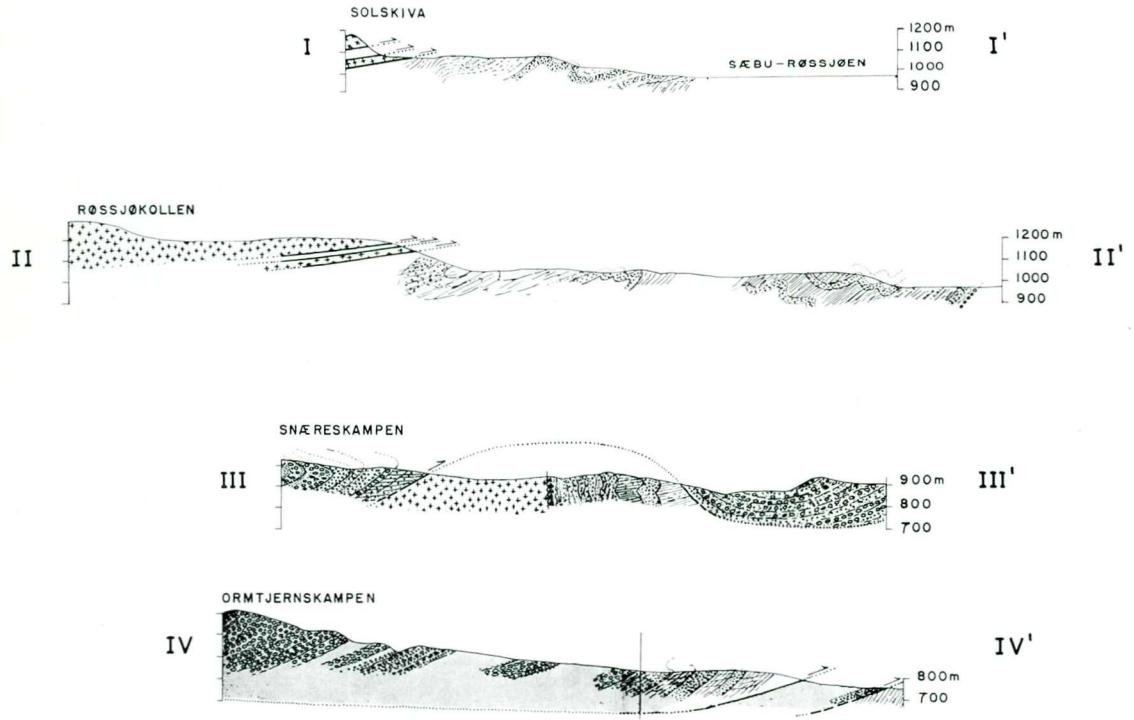 SOLSKIVA
I
1200m
1100
1000
900
I'
SÆBU-RØSSJØEN
RØSSJØKOLLEN
II
1200m
1100
1000
900
II'
SNÆRESKAMPEN
III
900m
800
700
III'
ORMTJERNSKAMPEN
IV
800m
700
IV'